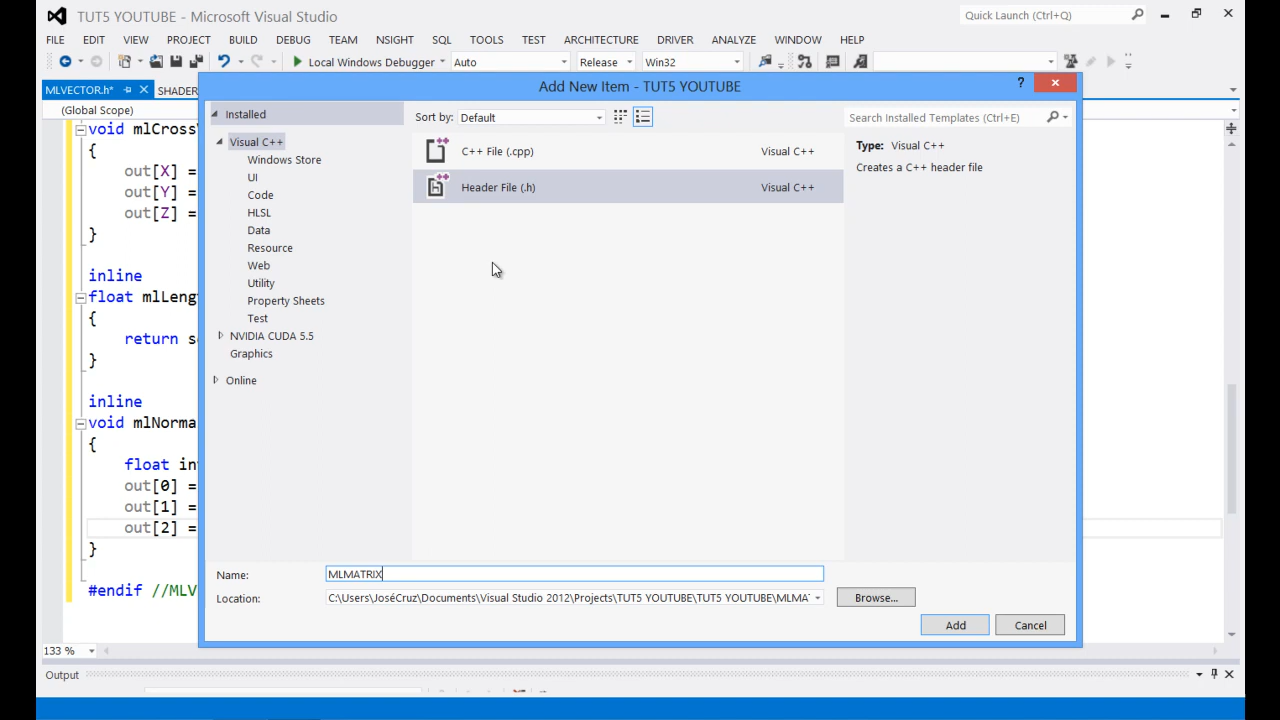 TUT5 YOUTUBE - Microsoft Visual Studio
Quick Launch (Ctrl+Q)
FILE EDIT VIEW PROJECT BUILD DEBUG TEAM NSIGHT SQL TOOLS TEST ARCHITECTURE DRIVER ANALYZE WINDOW HELP
Local Windows Debugger Auto Release Win32
MLVECTOR.h* SHADER
(Global Scope)
void mlCross
{
out[X] =
out[Y] =
out[Z] =
}
inline
float mlLeng
{
return s
}
inline
void mlNorma
{
float in
out[0] =
out[1] =
out[2] =
}
#endif //MLV
133 %
Output
Add New Item - TUT5 YOUTUBE
?
Installed
Visual C++
Windows Store
UI
Code
HLSL
Data
Resource
Web
Utility
Property Sheets
Test
NVIDIA CUDA 5.5
Graphics
Online
Sort by: Default
Search Installed Templates (Ctrl+E)
C++ File (.cpp) Visual C++
Header File (.h) Visual C++
Type: Visual C++
Creates a C++ header file
Name: MLMATRIX
Location: C:\Users\JoséCruz\Documents\Visual Studio 2012\Projects\TUT5 YOUTUBE\TUT5 YOUTUBE\MLMA
Browse...
Add Cancel